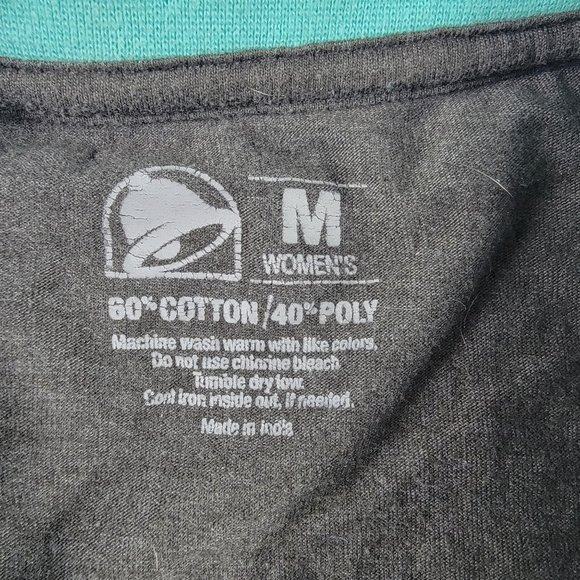 M
WOMEN'S
60% COTTON/40% POLY
Machine wash warm with like colors.
Do not use chlorine bleach
Tumble dry low.
Cool iron inside out, if needed.
Made in India